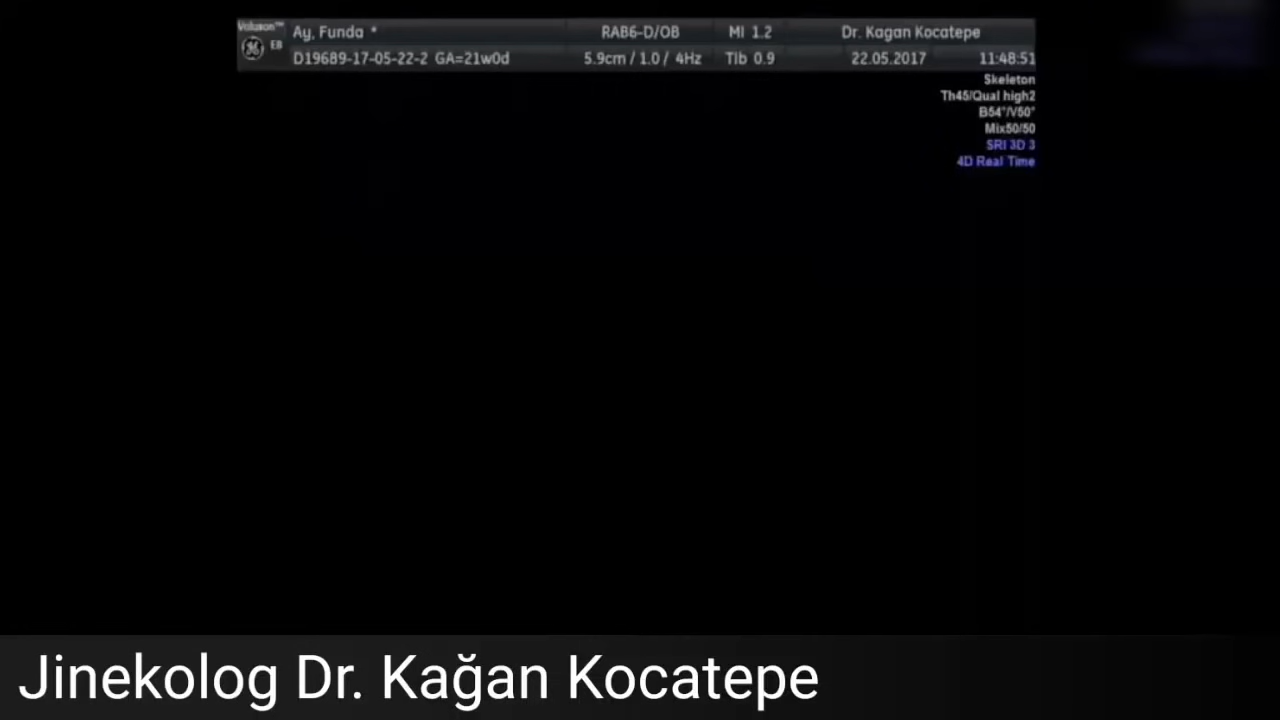 Voluson™ E8
Ay, Funda * RAB6-D/OB MI 1.2 Dr. Kagan Kocatepe
D19689-17-05-22-2 GA=21w0d 5.9cm / 1.0 / 4Hz TIb 0.9 22.05.2017 11:48:51
Skeleton
Th45/Qual high2
B54°/V50°
Mix50/50
SRI 3D 3
4D Real Time
Jinekolog Dr. Kağan Kocatepe